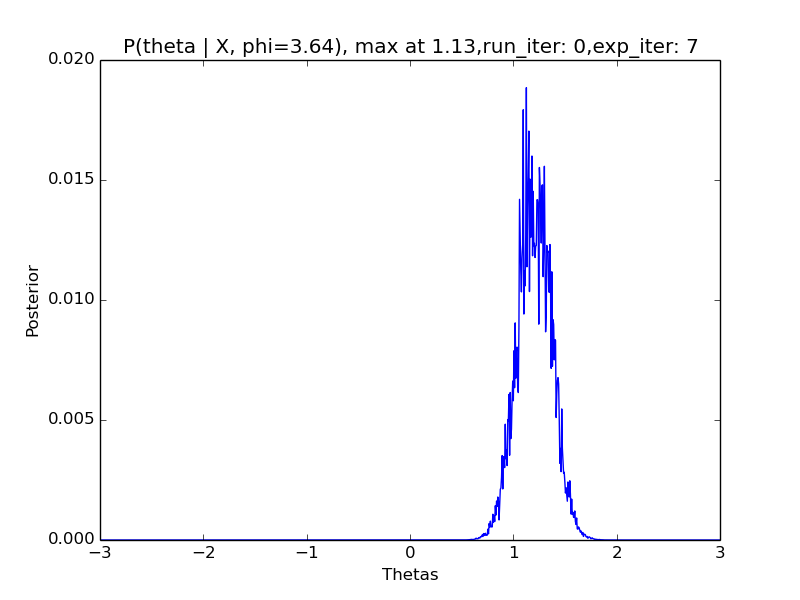 P(theta | X, phi=3.64), max at 1.13,run_iter: 0,exp_iter: 7
0.020
0.015
0.010
0.005
0.000
Posterior
−3 −2 −1 0 1 2 3
Thetas